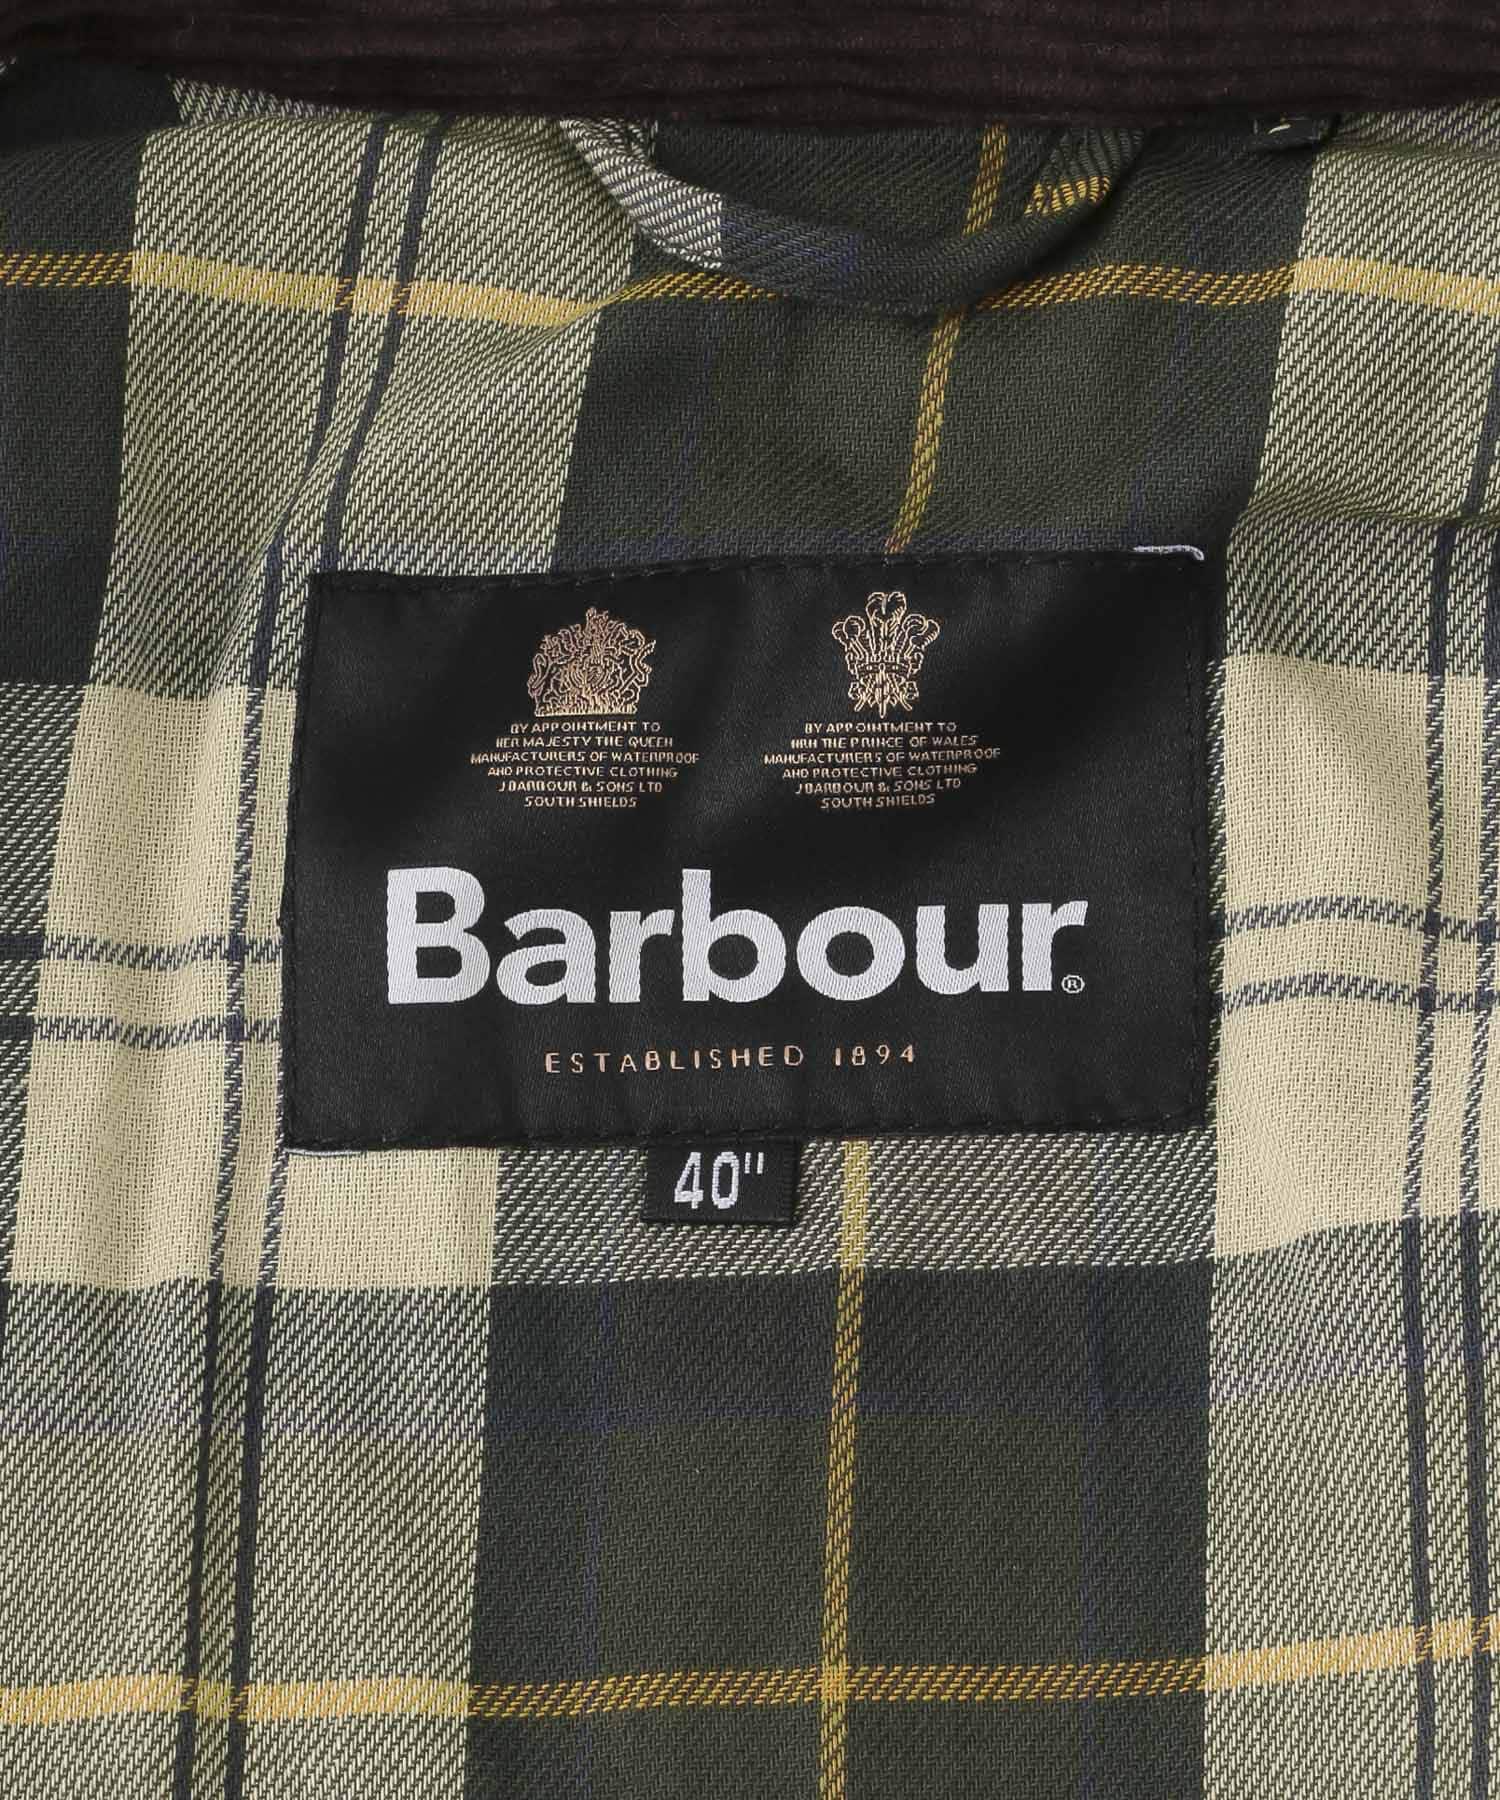 BY APPOINTMENT TO
HER MAJESTY THE QUEEN
MANUFACTURERS OF WATERPROOF
AND PROTECTIVE CLOTHING
J BARBOUR & SONS LTD
SOUTH SHIELDS
BY APPOINTMENT TO
HRH THE PRINCE OF WALES
MANUFACTURERS OF WATERPROOF
AND PROTECTIVE CLOTHING
J BARBOUR & SONS LTD
SOUTH SHIELDS
Barbour®
ESTABLISHED 1894
40"